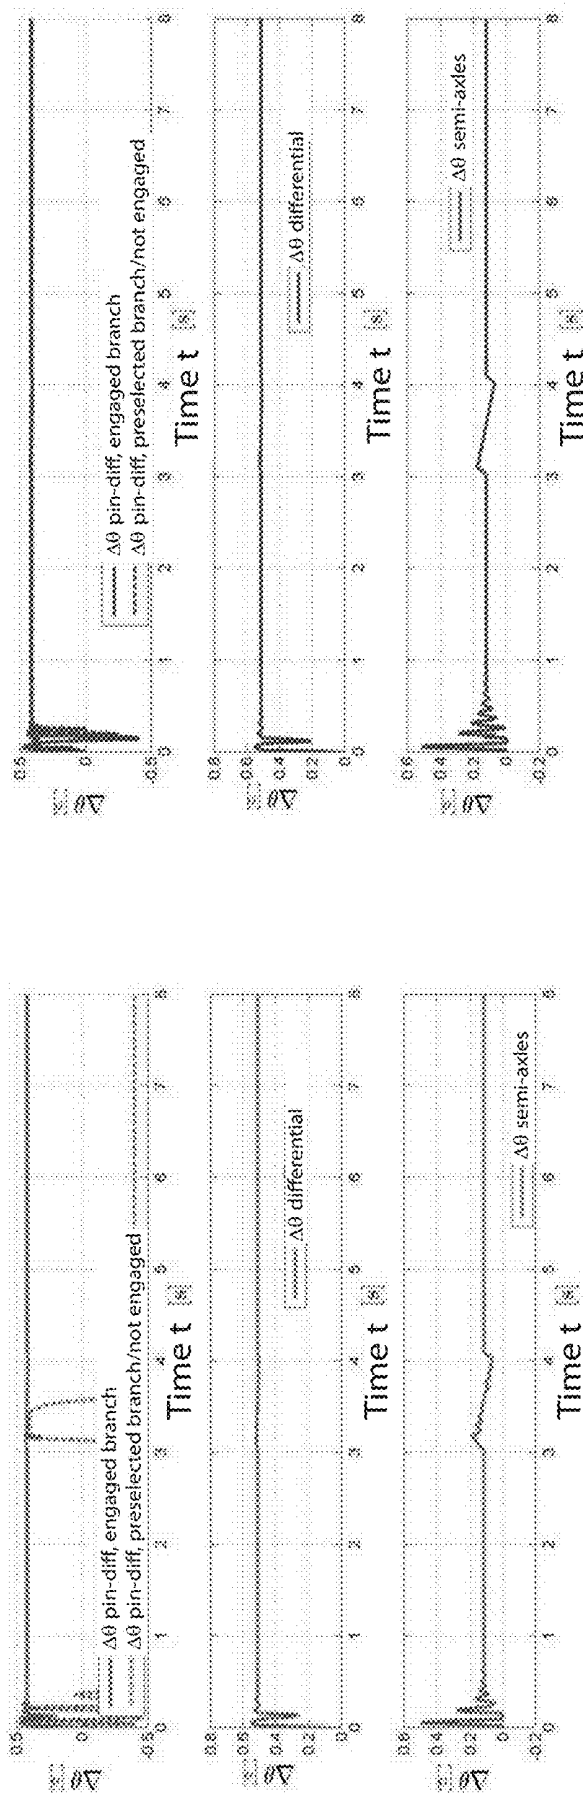 Δθ
0.5
0
-0.5
Δθ pin-diff, engaged branch
Δθ pin-diff, preselected branch/not engaged
0 1 2 3 4 5 6 7 8
Time t [s]
Δθ
0.8
0.6
0.4
0.2
0
Δθ differential
0 1 2 3 4 5 6 7 8
Time t [s]
Δθ
0.6
0.4
0.2
0
-0.2
Δθ semi-axles
0 1 2 3 4 5 6 7 8
Time t [s]
Δθ
0.5
0
-0.5
Δθ pin-diff, engaged branch
Δθ pin-diff, preselected branch/not engaged
0 1 2 3 4 5 6 7 8
Time t [s]
Δθ
0.8
0.6
0.4
0.2
0
Δθ differential
0 1 2 3 4 5 6 7 8
Time t [s]
Δθ
0.6
0.4
0.2
0
-0.2
Δθ semi-axles
0 1 2 3 4 5 6 7 8
Time t [s]